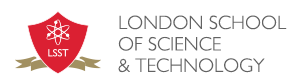 LSST
LONDON SCHOOL
OF SCIENCE
& TECHNOLOGY